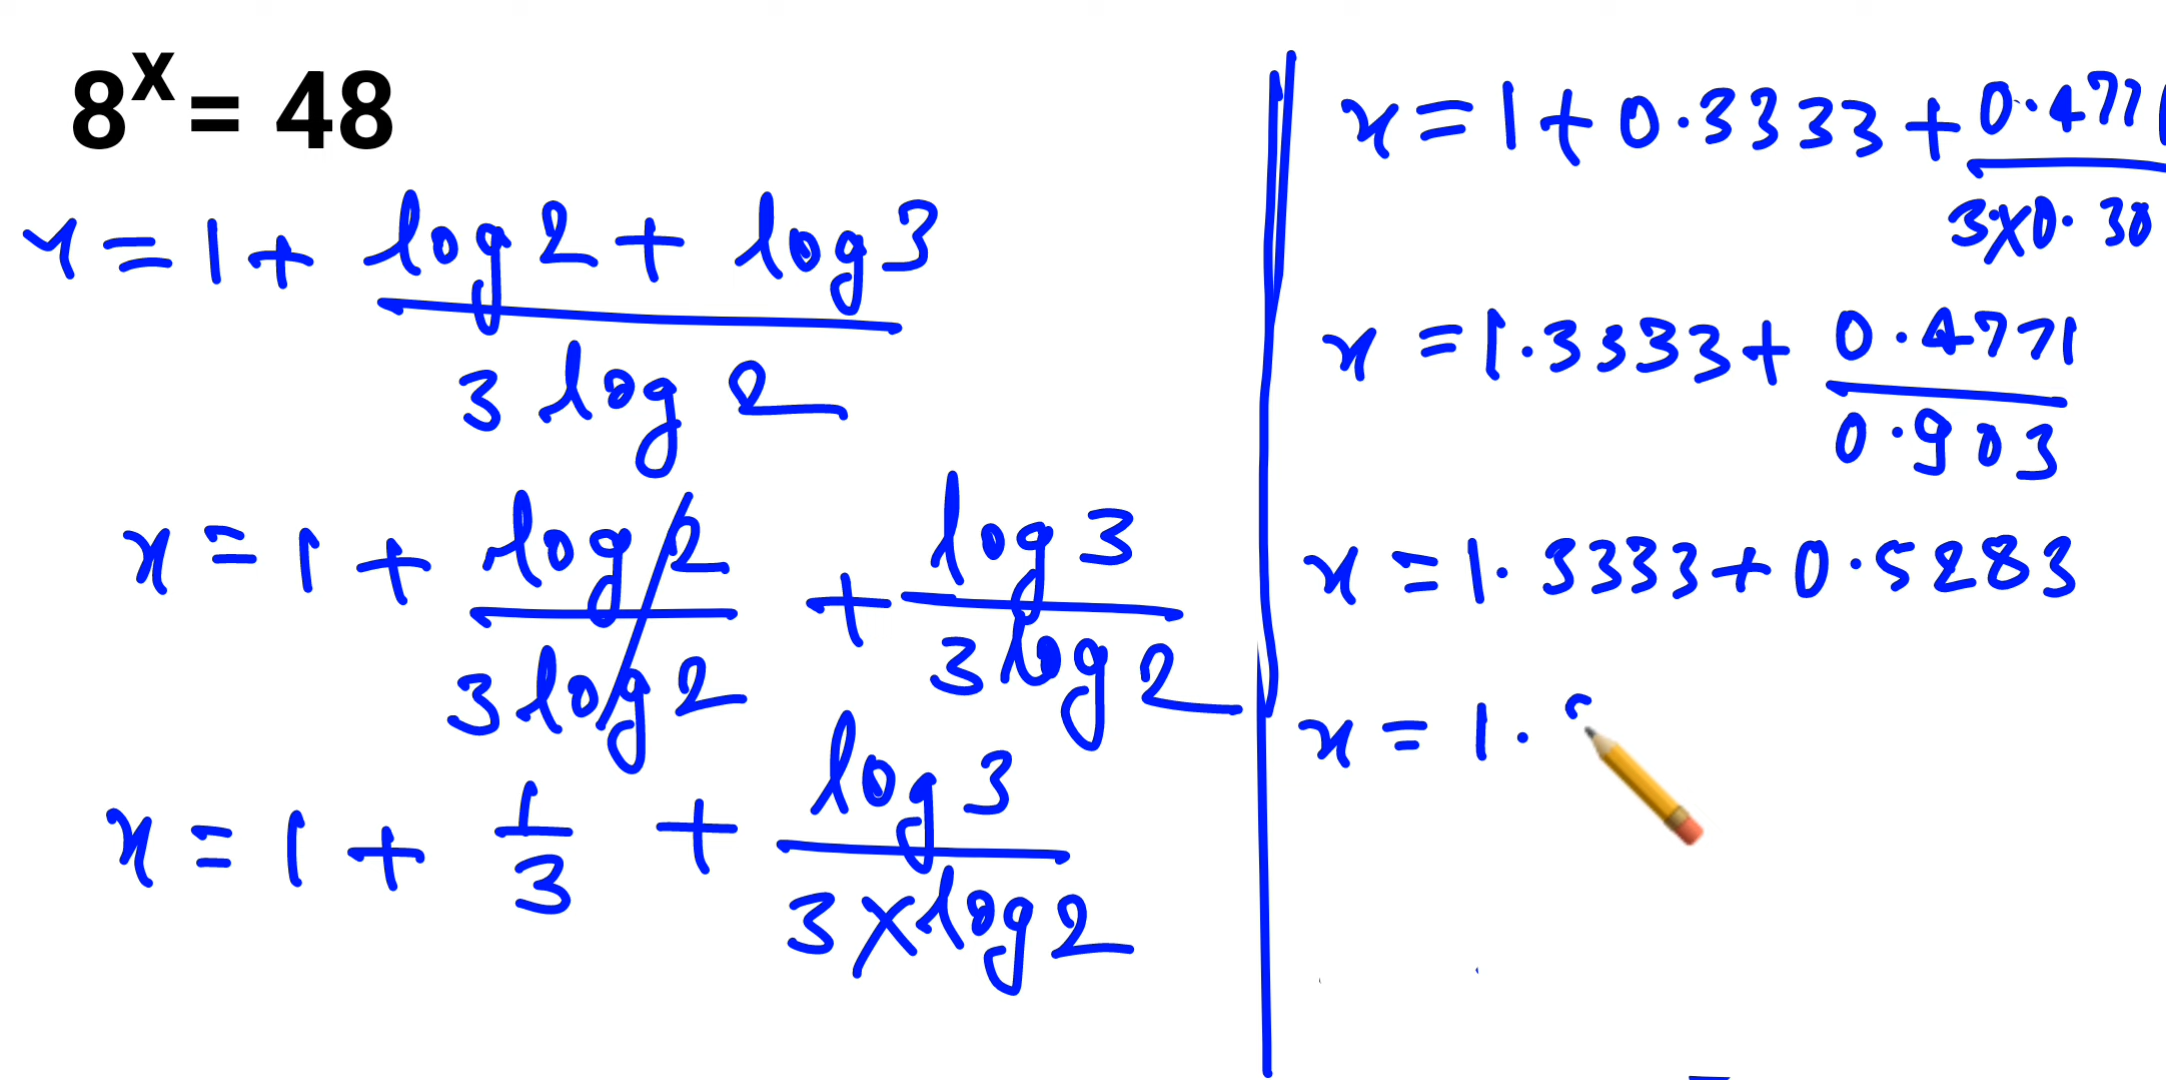 8^x = 48
x = 1 + (log 2 + log 3) / (3 log 2)
x = 1 + (log 2) / (3 log 2) + (log 3) / (3 log 2)
x = 1 + 1/3 + (log 3) / (3 × log 2)
x = 1 + 0.3333 + 0.4771 / (3 × 0.30
x = 1.3333 + 0.4771 / 0.903
x = 1.3333 + 0.5283
x = 1.